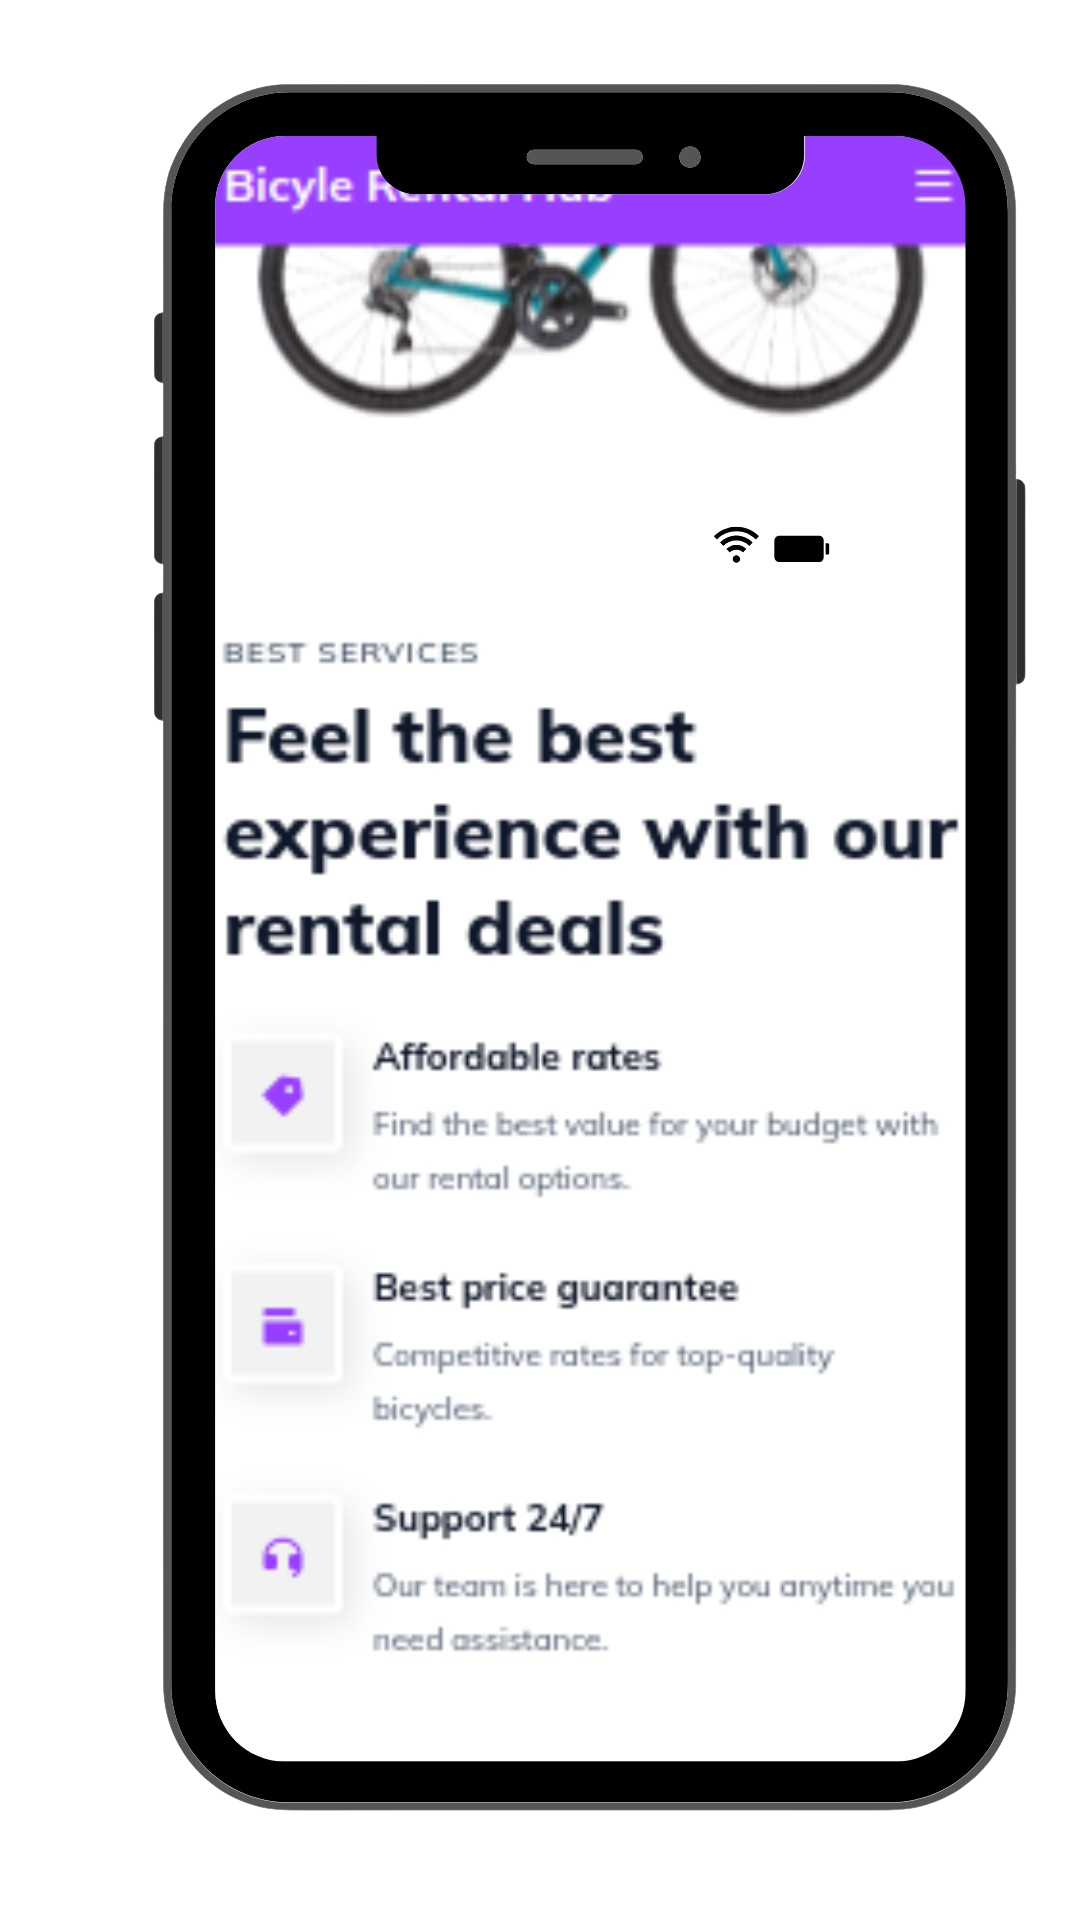 Bicyle Rental Hub
BEST SERVICES
Feel the best
experience with our
rental deals
Affordable rates
Find the best value for your budget with
our rental options.
Best price guarantee
Competitive rates for top-quality
bicycles.
Support 24/7
Our team is here to help you anytime you
need assistance.